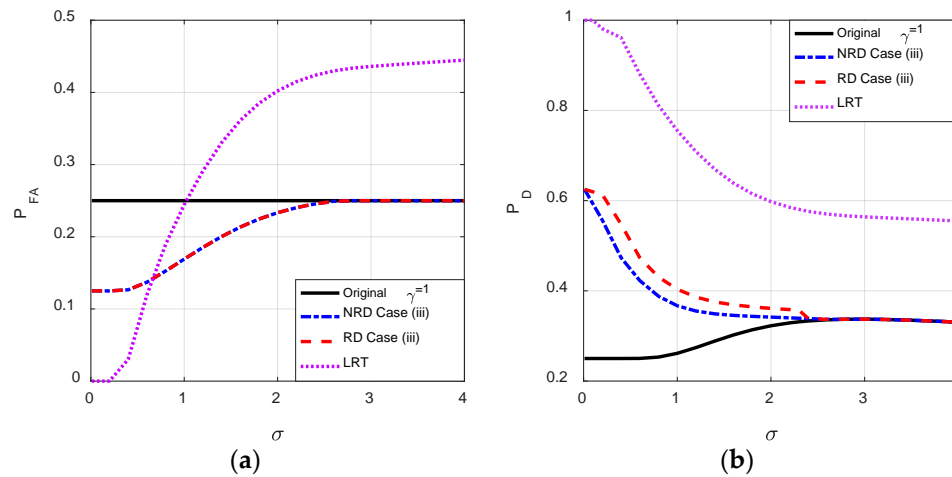 0.5
0.4
0.3
0.2
0.1
0
P_FA
0 1 2 3 4
σ
Original γ=1
NRD Case (iii)
RD Case (iii)
LRT
(a)
1
0.8
0.6
0.4
0.2
P_D
0 1 2 3
σ
Original γ=1
NRD Case (iii)
RD Case (iii)
LRT
(b)